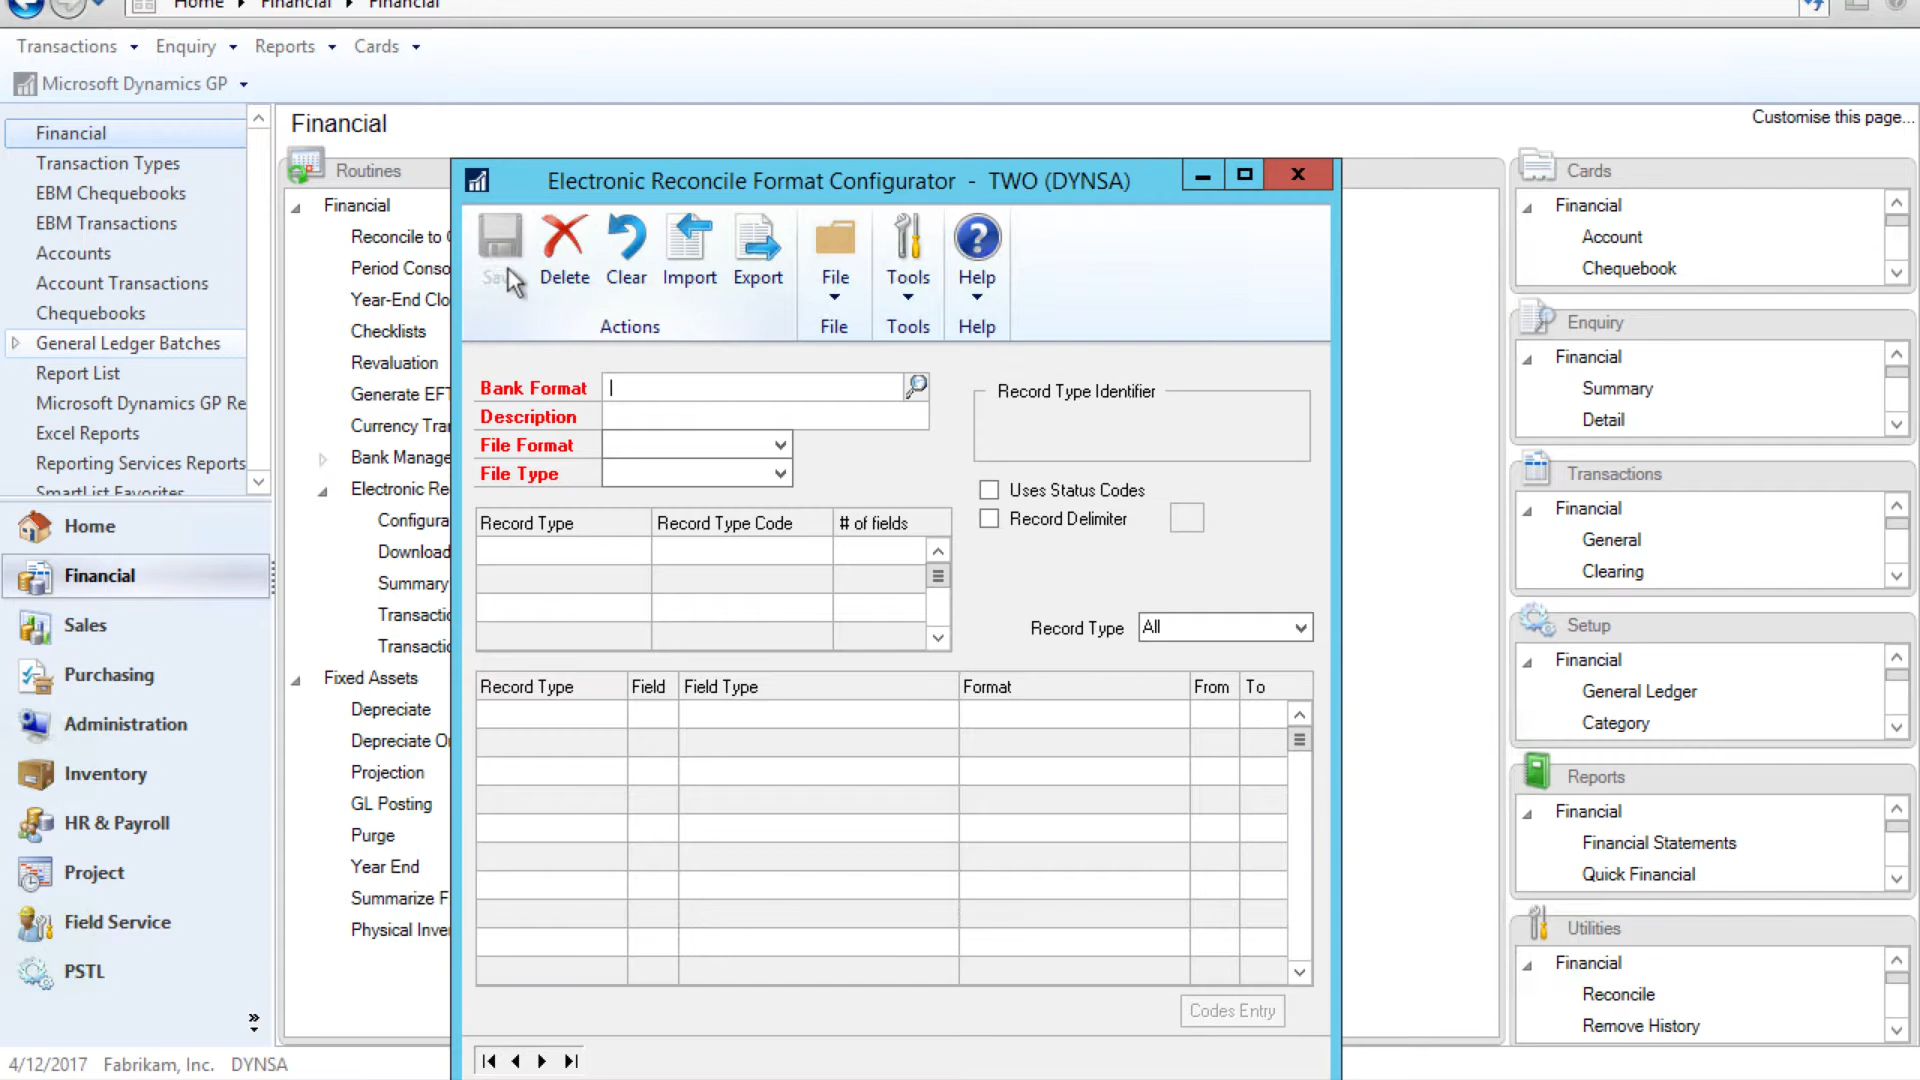 Home Financial Financial
Transactions Enquiry Reports Cards
Microsoft Dynamics GP
Financial
Transaction Types
EBM Chequebooks
EBM Transactions
Accounts
Account Transactions
Chequebooks
General Ledger Batches
Report List
Microsoft Dynamics GP Re
Excel Reports
Reporting Services Reports
SmartList Favorites
Home
Financial
Sales
Purchasing
Administration
Inventory
HR & Payroll
Project
Field Service
PSTL
4/12/2017 Fabrikam, Inc. DYNSA
Financial
Customise this page...
Routines
Financial
Reconcile to
Period Conso
Year-End Clo
Checklists
Revaluation
Generate EFT
Currency Tra
Bank Manage
Electronic Re
Configura
Download
Summary
Transactio
Transactio
Fixed Assets
Depreciate
Depreciate O
Projection
GL Posting
Purge
Year End
Summarize F
Physical Inve
Electronic Reconcile Format Configurator - TWO (DYNSA)
Delete Clear Import Export File Tools Help
Actions File Tools Help
Bank Format
Description
File Format
File Type
Record Type Identifier
Uses Status Codes
Record Delimiter
Record Type Record Type Code # of fields
Record Type All
Record Type Field Field Type Format From To
Codes Entry
Cards
Financial
Account
Chequebook
Enquiry
Financial
Summary
Detail
Transactions
Financial
General
Clearing
Setup
Financial
General Ledger
Category
Reports
Financial
Financial Statements
Quick Financial
Utilities
Financial
Reconcile
Remove History